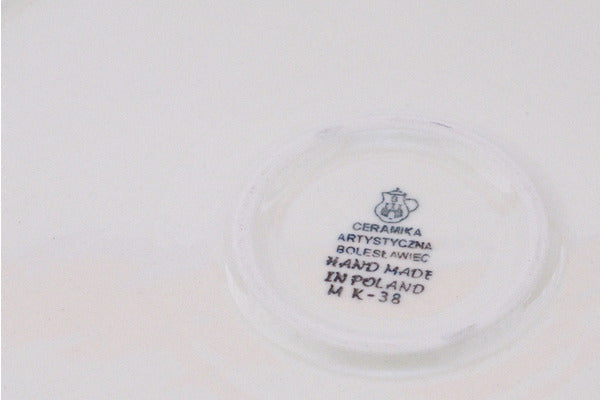 CERAMIKA
ARTYSTYCZNA
BOLESŁAWIEC
HAND MADE
IN POLAND
M K-38